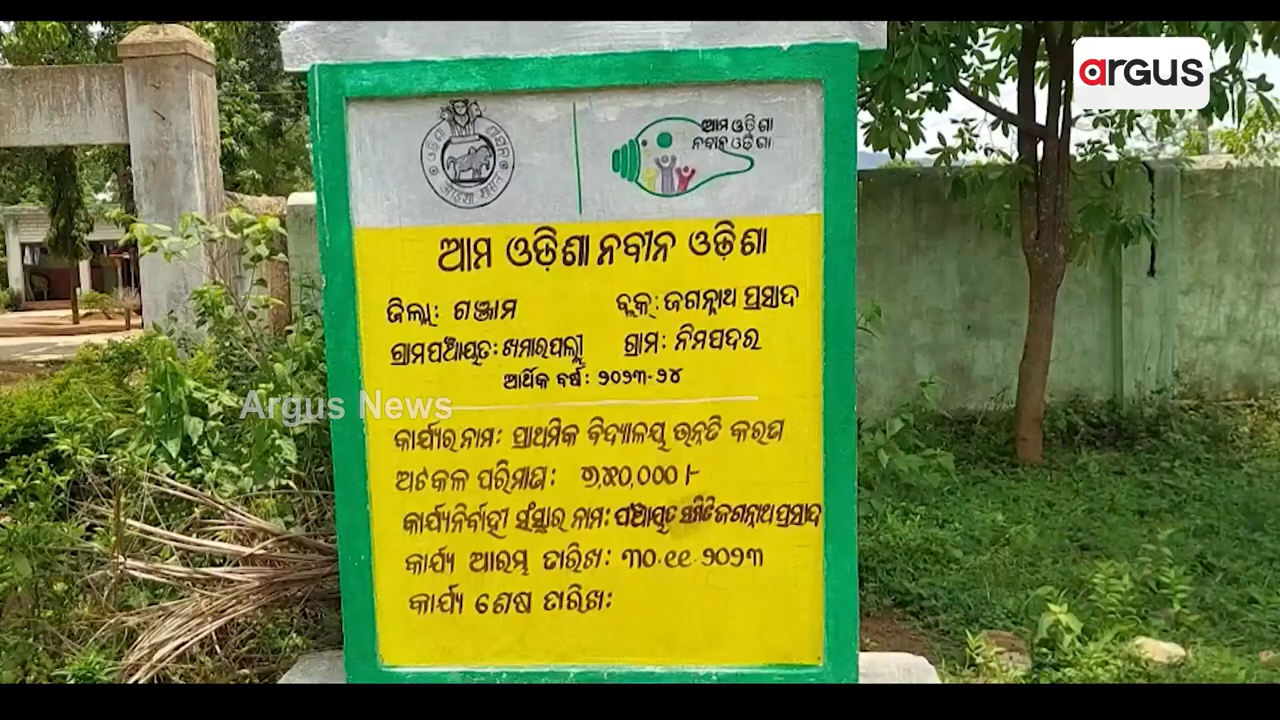 argus
ଆମ ଓଡ଼ିଶା
ନବୀନ ଓଡ଼ିଶା
ଆମ ଓଡ଼ିଶା ନବୀନ ଓଡ଼ିଶା
ଜିଲ୍ଲା: ଗଞ୍ଜାମ ବ୍ଲକ୍: ଜଗନ୍ନାଥ ପ୍ରସାଦ
ଗ୍ରାମପଞ୍ଚାୟତ: ଖମାରପଲ୍ଲୀ ଗ୍ରାମ: ନିମପଦର
ଆର୍ଥିକ ବର୍ଷ: ୨୦୨୩-୨୪
Argus News
କାର୍ଯ୍ୟର ନାମ: ପ୍ରାଥମିକ ବିଦ୍ୟାଳୟ ଉନ୍ନତି କରଣ
ଅଟକଳ ପରିମାଣ: ୭,୫୦,୦୦୦/-
କାର୍ଯ୍ୟନିର୍ବାହୀ ସଂସ୍ଥାର ନାମ: ପଞ୍ଚାୟତ ସମିତି ଜଗନ୍ନାଥ ପ୍ରସାଦ
କାର୍ଯ୍ୟ ଆରମ୍ଭ ତାରିଖ: ୩୦.୧୧.୨୦୨୩
କାର୍ଯ୍ୟ ଶେଷ ତାରିଖ: